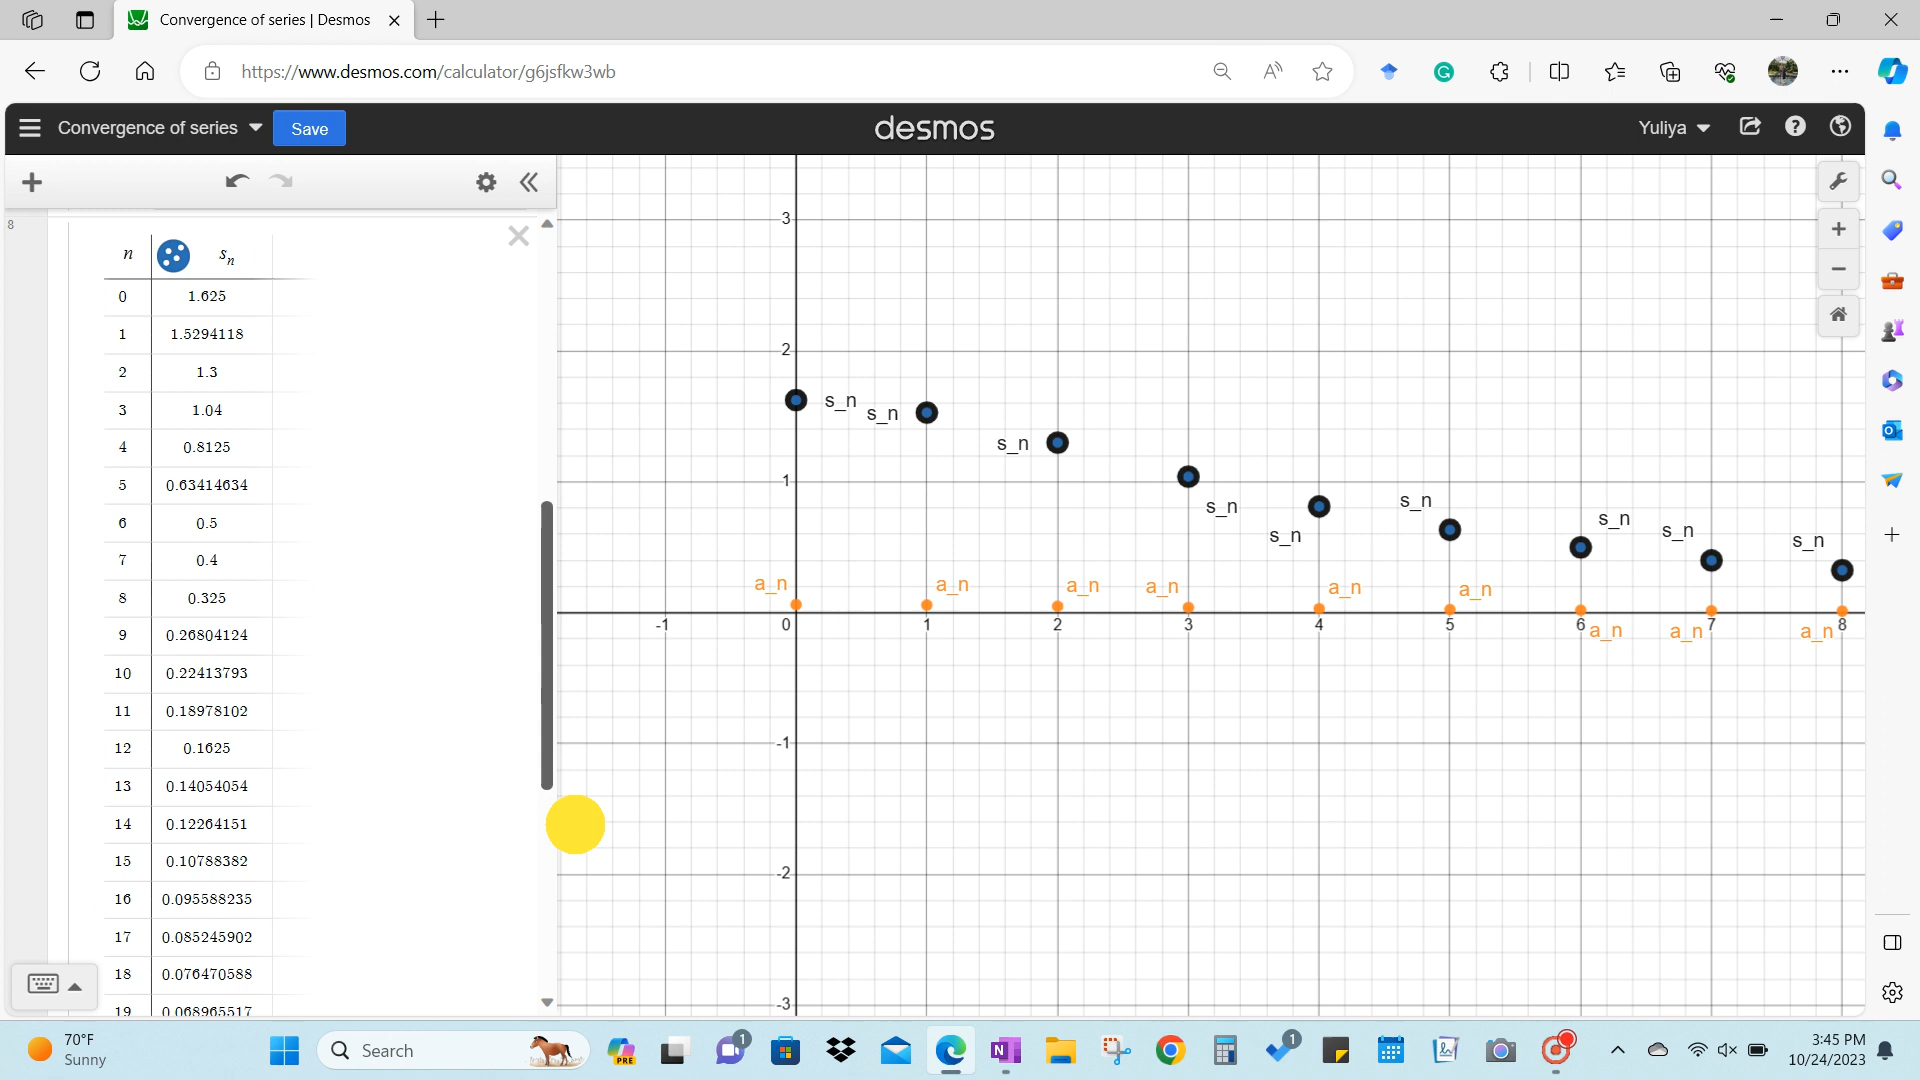 Convergence of series | Desmos
https://www.desmos.com/calculator/g6jsfkw3wb
Convergence of series
Save
desmos
Yuliya
8
n
s_n
0 1.625
1 1.5294118
2 1.3
3 1.04
4 0.8125
5 0.63414634
6 0.5
7 0.4
8 0.325
9 0.26804124
10 0.22413793
11 0.18978102
12 0.1625
13 0.14054054
14 0.12264151
15 0.10788382
16 0.095588235
17 0.085245902
18 0.076470588
19 0.068965517
3
2
1
s_n s_n
s_n
s_n
s_n
s_n
s_n
s_n
s_n
a_n a_n a_n a_n a_n a_n
-1 0 1 2 3 4 5 6 7 8
a_n a_n a_n
-1
-2
-3
70°F
Sunny
Search
PRE
1
1
3:45 PM
10/24/2023